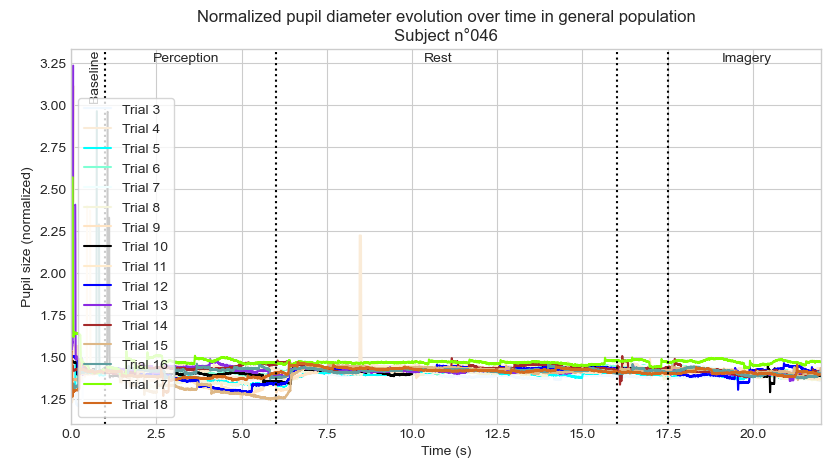 Normalized pupil diameter evolution over time in general population
Subject n°046
Baseline
Perception
Rest
Imagery
Pupil size (normalized)
3.25
3.00
2.75
2.50
2.25
2.00
1.75
1.50
1.25
Trial 3
Trial 4
Trial 5
Trial 6
Trial 7
Trial 8
Trial 9
Trial 10
Trial 11
Trial 12
Trial 13
Trial 14
Trial 15
Trial 16
Trial 17
Trial 18
0.0 2.5 5.0 7.5 10.0 12.5 15.0 17.5 20.0
Time (s)